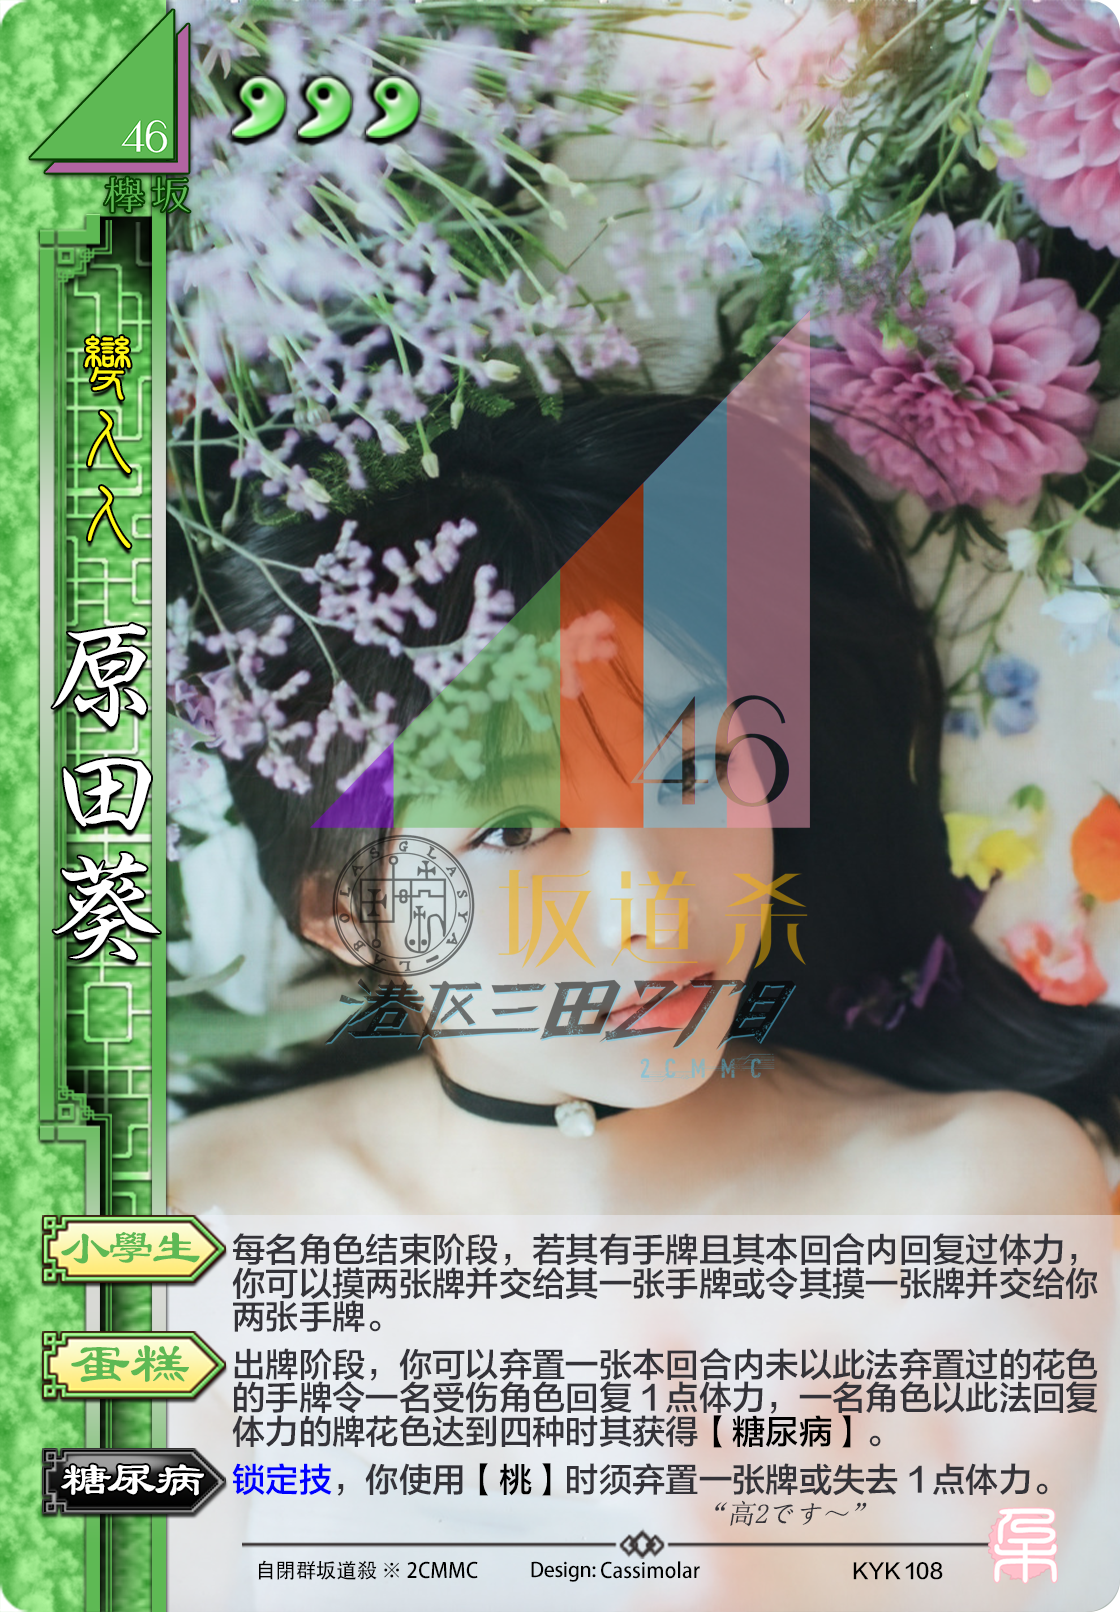 46
欅坂
變人人
原田葵
46
GLASYALABOLAS
坂道杀
港区三田2丁目
2CMMC
小學生
每名角色结束阶段，若其有手牌且其本回合内回复过体力，
你可以摸两张牌并交给其一张手牌或令其摸一张牌并交给你
两张手牌。
蛋糕
出牌阶段，你可以弃置一张本回合内未以此法弃置过的花色
的手牌令一名受伤角色回复1点体力，一名角色以此法回复
体力的牌花色达到四种时其获得【糖尿病】。
糖尿病
锁定技，你使用【桃】时须弃置一张牌或失去1点体力。
“高2です～”
自閉群坂道殺 ※ 2CMMC
Design: Cassimolar
KYK 108